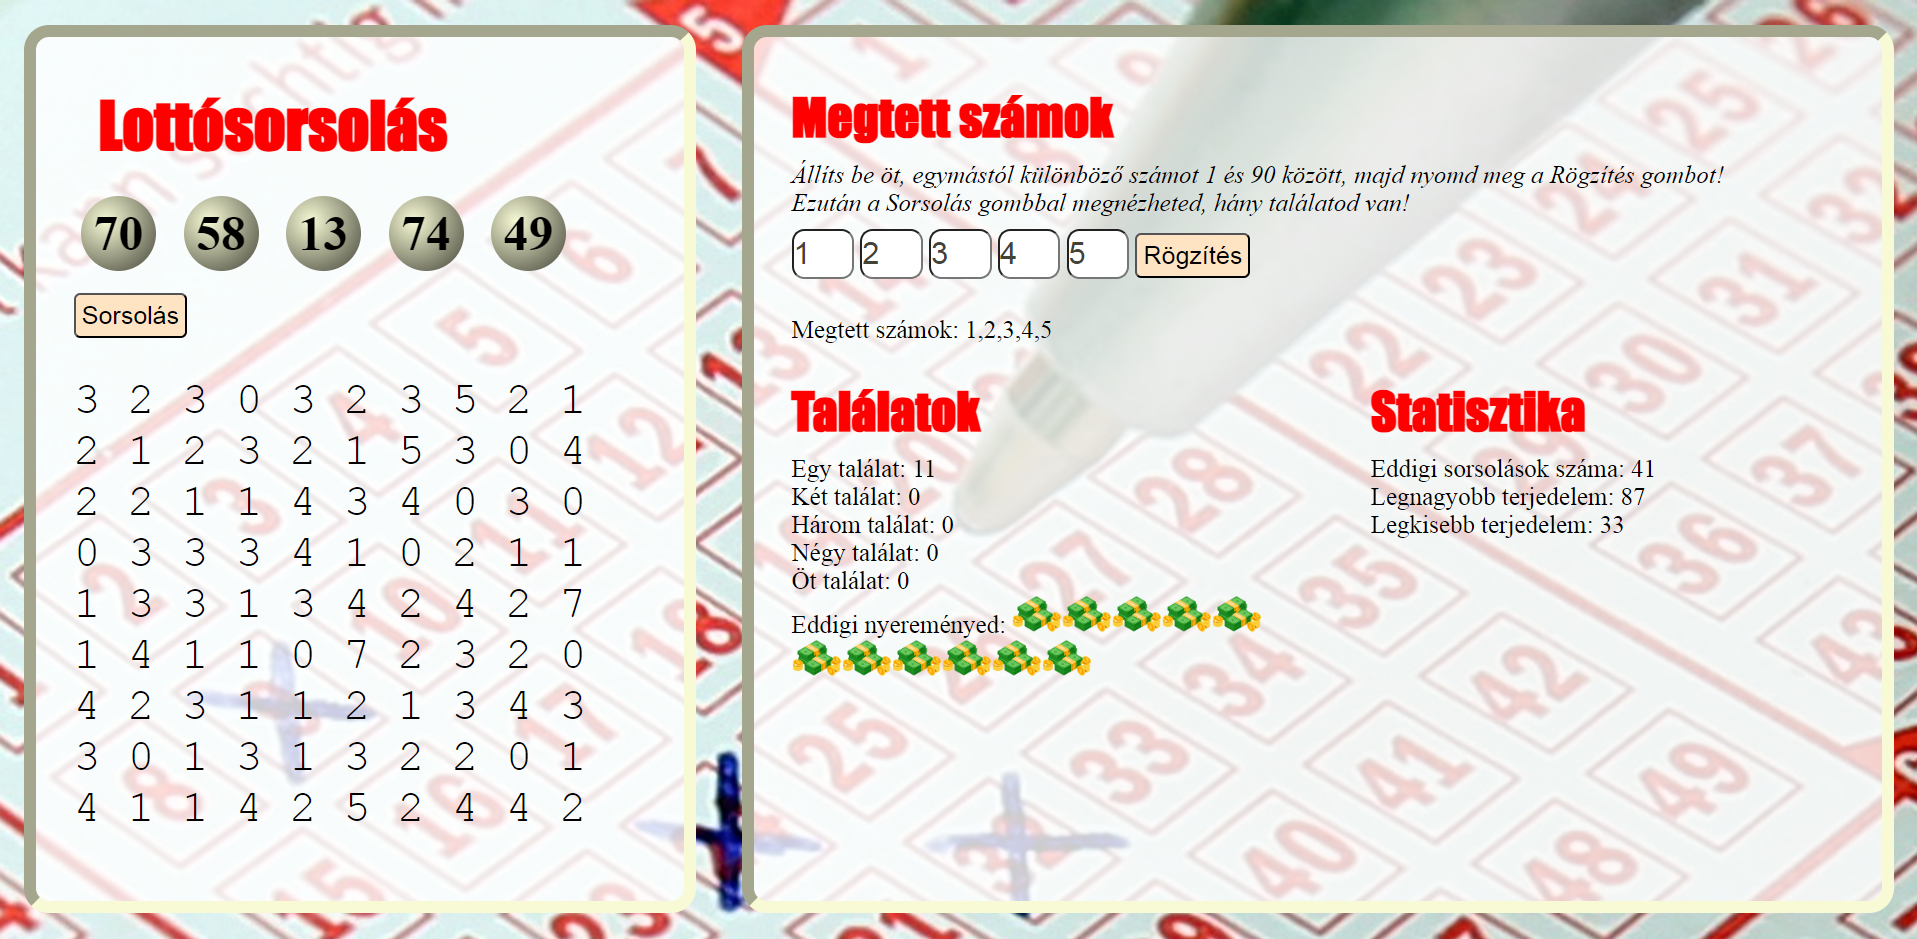 Lottósorsolás
70 58 13 74 49
Sorsolás
3 2 3 0 3 2 3 5 2 1
2 1 2 3 2 1 5 3 0 4
2 2 1 1 4 3 4 0 3 0
0 3 3 3 4 1 0 2 1 1
1 3 3 1 3 4 2 4 2 7
1 4 1 1 0 7 2 3 2 0
4 2 3 1 1 2 1 3 4 3
3 0 1 3 1 3 2 2 0 1
4 1 1 4 2 5 2 4 4 2
Megtett számok
Állíts be öt, egymástól különböző számot 1 és 90 között, majd nyomd meg a Rögzítés gombot!
Ezután a Sorsolás gombbal megnézheted, hány találatod van!
1 2 3 4 5 Rögzítés
Megtett számok: 1,2,3,4,5
Találatok
Egy találat: 11
Két találat: 0
Három találat: 0
Négy találat: 0
Öt találat: 0
Eddigi nyereményed:
Statisztika
Eddigi sorsolások száma: 41
Legnagyobb terjedelem: 87
Legkisebb terjedelem: 33